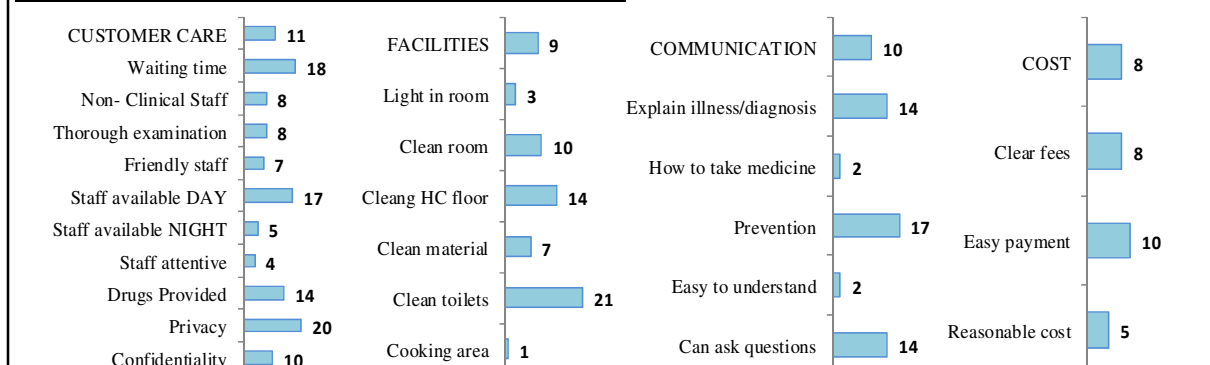 CUSTOMER CARE 11
Waiting time 18
Non- Clinical Staff 8
Thorough examination 8
Friendly staff 7
Staff available DAY 17
Staff available NIGHT 5
Staff attentive 4
Drugs Provided 14
Privacy 20
Confidentiality 10
FACILITIES 9
Light in room 3
Clean room 10
Cleang HC floor 14
Clean material 7
Clean toilets 21
Cooking area 1
COMMUNICATION 10
Explain illness/diagnosis 14
How to take medicine 2
Prevention 17
Easy to understand 2
Can ask questions 14
COST 8
Clear fees 8
Easy payment 10
Reasonable cost 5